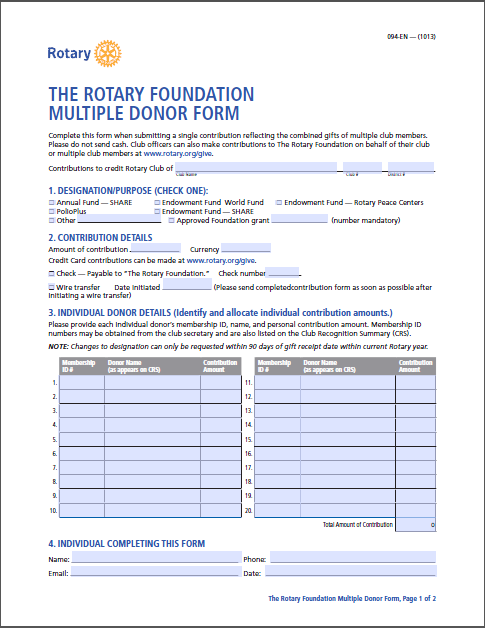 094-EN — (1013)
Rotary
THE ROTARY FOUNDATION
MULTIPLE DONOR FORM
Complete this form when submitting a single contribution reflecting the combined gifts of multiple club members.
Please do not send cash. Club officers can also make contributions to The Rotary Foundation on behalf of their club
or multiple club members at www.rotary.org/give.
Contributions to credit Rotary Club of
Club Name Club # District #
1. DESIGNATION/PURPOSE (CHECK ONE):
Annual Fund — SHARE Endowment Fund World Fund Endowment Fund — Rotary Peace Centers
PolioPlus Endowment Fund — SHARE
Other Approved Foundation grant (number mandatory)
2. CONTRIBUTION DETAILS
Amount of contribution Currency
Credit Card contributions can be made at www.rotary.org/give.
Check — Payable to "The Rotary Foundation." Check number
Wire transfer Date Initiated (Please send completed contribution form as soon as possible after
initiating a wire transfer)
3. INDIVIDUAL DONOR DETAILS (Identify and allocate individual contribution amounts.)
Please provide each individual donor's membership ID, name, and personal contribution amount. Membership ID
numbers may be obtained from the club secretary and are also listed on the Club Recognition Summary (CRS).
NOTE: Changes to designation can only be requested within 90 days of gift receipt date within current Rotary year.
Membership Donor Name Contribution Membership Donor Name Contribution
ID # (as appears on CRS) Amount ID # (as appears on CRS) Amount
1. 11.
2. 12.
3. 13.
4. 14.
5. 15.
6. 16.
7. 17.
8. 18.
9. 19.
10. 20.
Total Amount of Contribution 0
4. INDIVIDUAL COMPLETING THIS FORM
Name: Phone:
Email: Date:
The Rotary Foundation Multiple Donor Form, Page 1 of 2